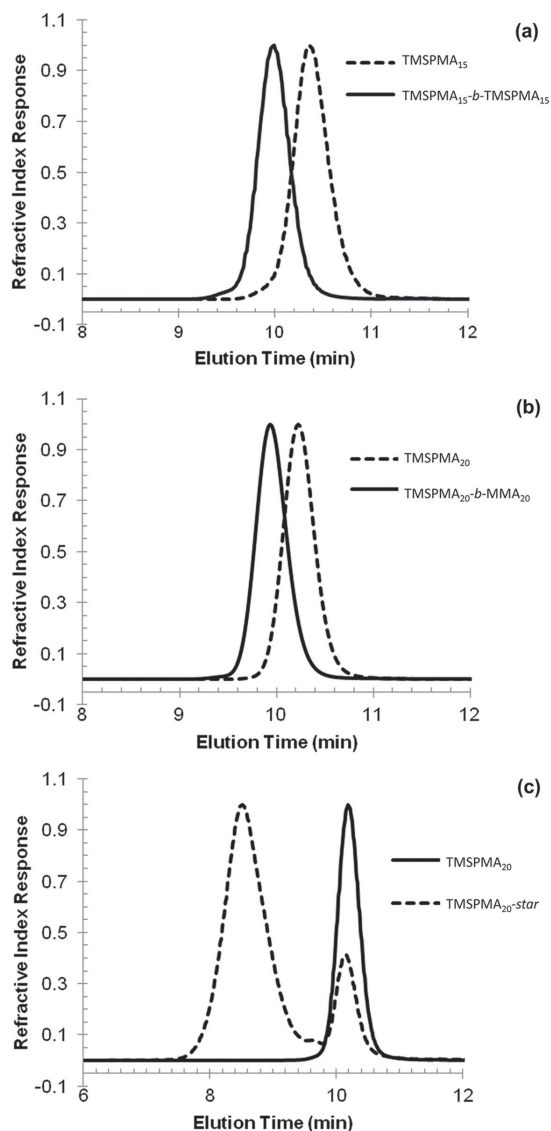 (a)
1.1
0.9
0.7
0.5
0.3
0.1
-0.1
Refractive Index Response
TMSPMA₁₅
TMSPMA₁₅-b-TMSPMA₁₅
8 9 10 11 12
Elution Time (min)
(b)
1.1
0.9
0.7
0.5
0.3
0.1
-0.1
Refractive Index Response
TMSPMA₂₀
TMSPMA₂₀-b-MMA₂₀
8 9 10 11 12
Elution Time (min)
(c)
1.1
0.9
0.7
0.5
0.3
0.1
-0.1
Refractive Index Response
TMSPMA₂₀
TMSPMA₂₀-star
6 8 10 12
Elution Time (min)